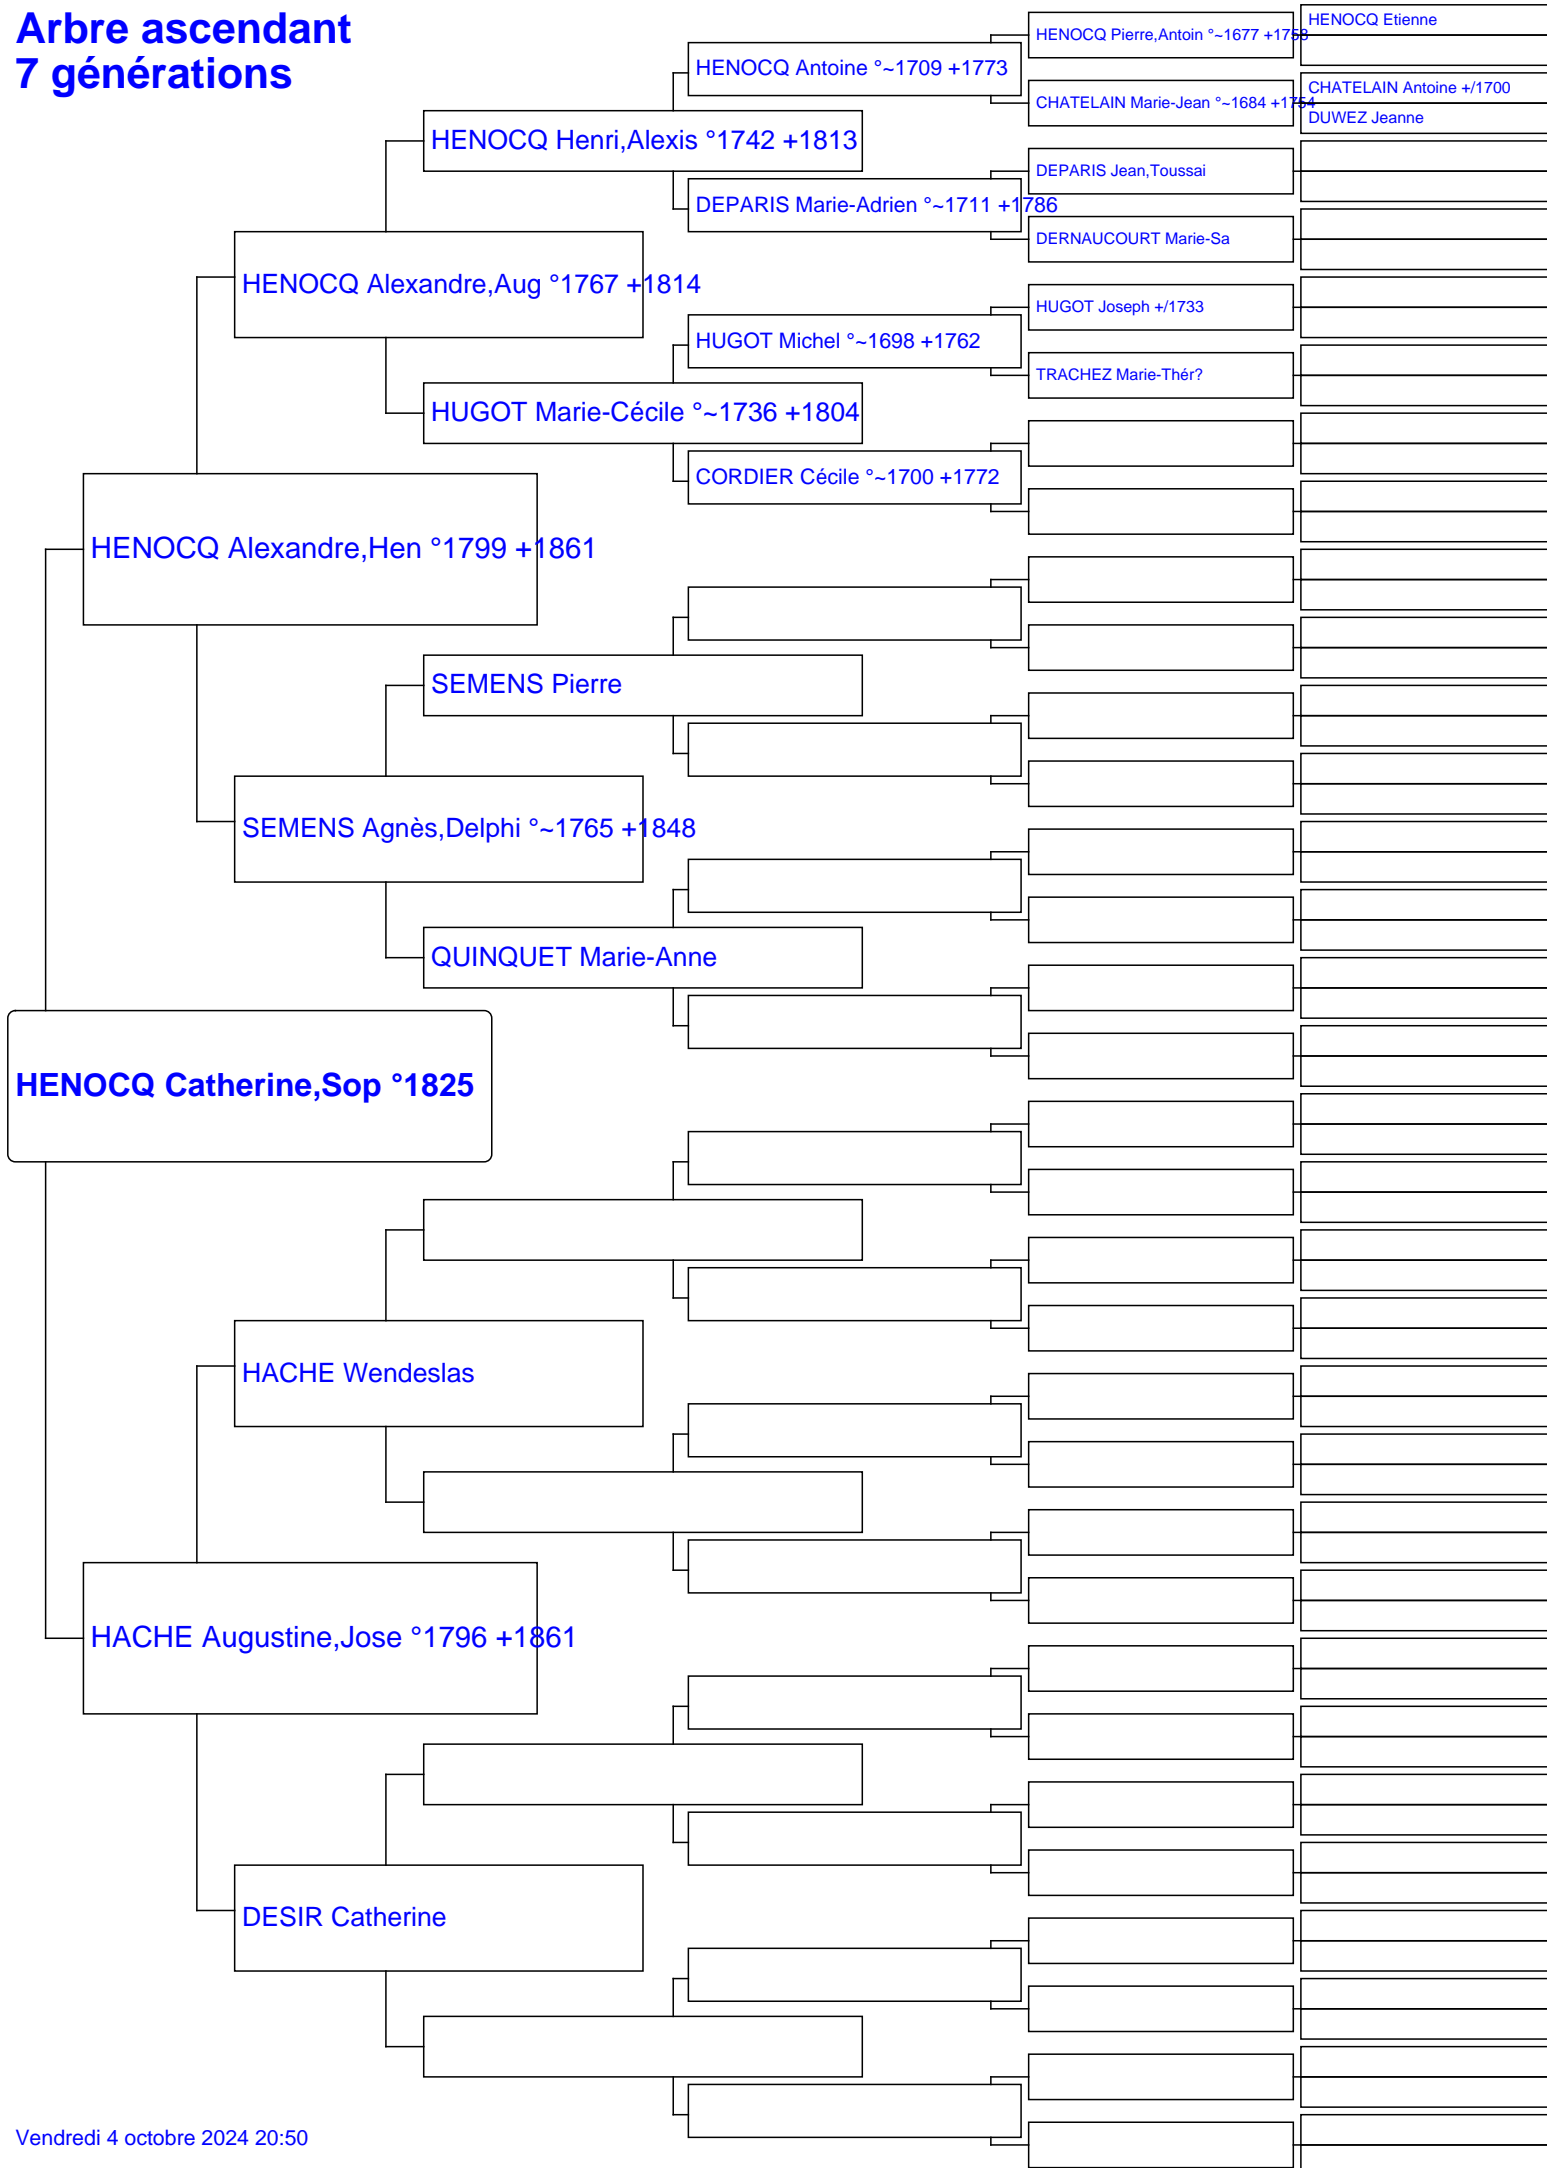 Arbre ascendant
7 générations
HENOCQ Etienne
HENOCQ Pierre,Antoin °~1677 +1758
HENOCQ Antoine °~1709 +1773
CHATELAIN Antoine +/1700
CHATELAIN Marie-Jean °~1684 +1754
DUWEZ Jeanne
HENOCQ Henri,Alexis °1742 +1813
DEPARIS Jean,Toussai
DEPARIS Marie-Adrien °~1711 +1786
DERNAUCOURT Marie-Sa
HENOCQ Alexandre,Aug °1767 +1814
HUGOT Joseph +/1733
HUGOT Michel °~1698 +1762
TRACHEZ Marie-Thér?
HUGOT Marie-Cécile °~1736 +1804
CORDIER Cécile °~1700 +1772
HENOCQ Alexandre,Hen °1799 +1861
SEMENS Pierre
SEMENS Agnès,Delphi °~1765 +1848
QUINQUET Marie-Anne
HENOCQ Catherine,Sop °1825
HACHE Wendeslas
HACHE Augustine,Jose °1796 +1861
DESIR Catherine
Vendredi 4 octobre 2024 20:50